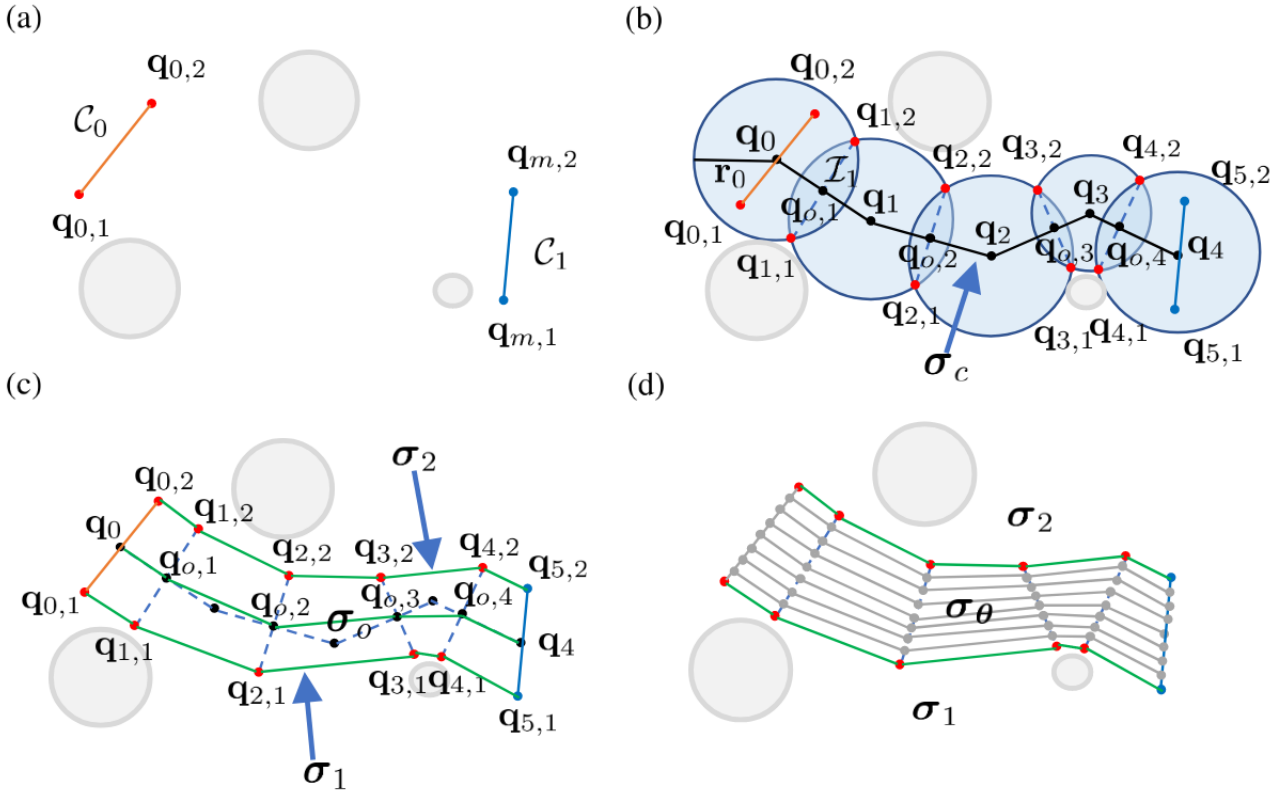 (a)
q₀,₂
C₀
q₀,₁
qₘ,₂
C₁
qₘ,₁
(b)
q₀,₂
q₁,₂
q₀
r₀
I₁
q₂,₂
q₃,₂
q₄,₂
q₅,₂
q₃
qₒ,₁
q₁
q₀,₁
q₁,₁
qₒ,₂
q₂
qₒ,₃
qₒ,₄
q₄
q₂,₁
q₃,₁
q₄,₁
q₅,₁
σ_c
(c)
σ₂
q₀,₂
q₁,₂
q₀
qₒ,₁
q₂,₂
q₃,₂
q₄,₂
q₅,₂
q₀,₁
qₒ,₂
σₒ
qₒ,₃
qₒ,₄
q₁,₁
q₄
q₂,₁
q₃,₁
q₄,₁
q₅,₁
σ₁
(d)
σ₂
σ_θ
σ₁